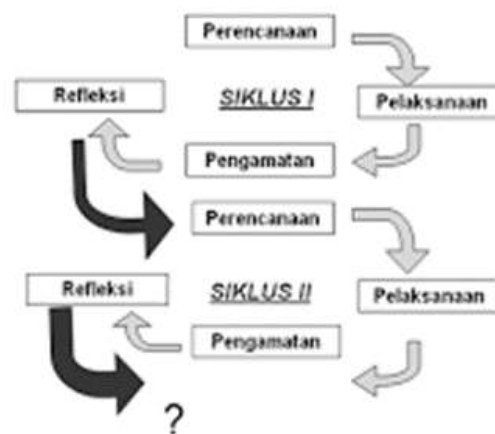 Perencanaan
Refleksi
SIKLUS I
Pelaksanaan
Pengamatan
Perencanaan
Refleksi
SIKLUS II
Pelaksanaan
Pengamatan
?